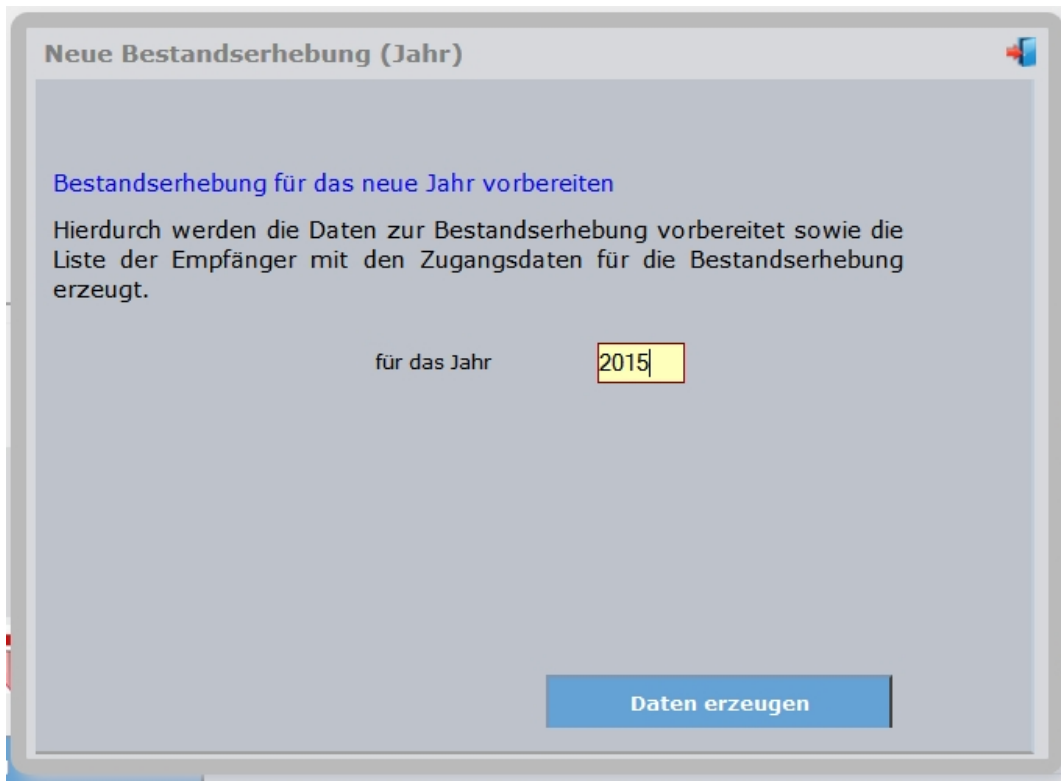 Neue Bestandserhebung (Jahr)
Bestandserhebung für das neue Jahr vorbereiten
Hierdurch werden die Daten zur Bestandserhebung vorbereitet sowie die
Liste der Empfänger mit den Zugangsdaten für die Bestandserhebung
erzeugt.
für das Jahr 2015
Daten erzeugen